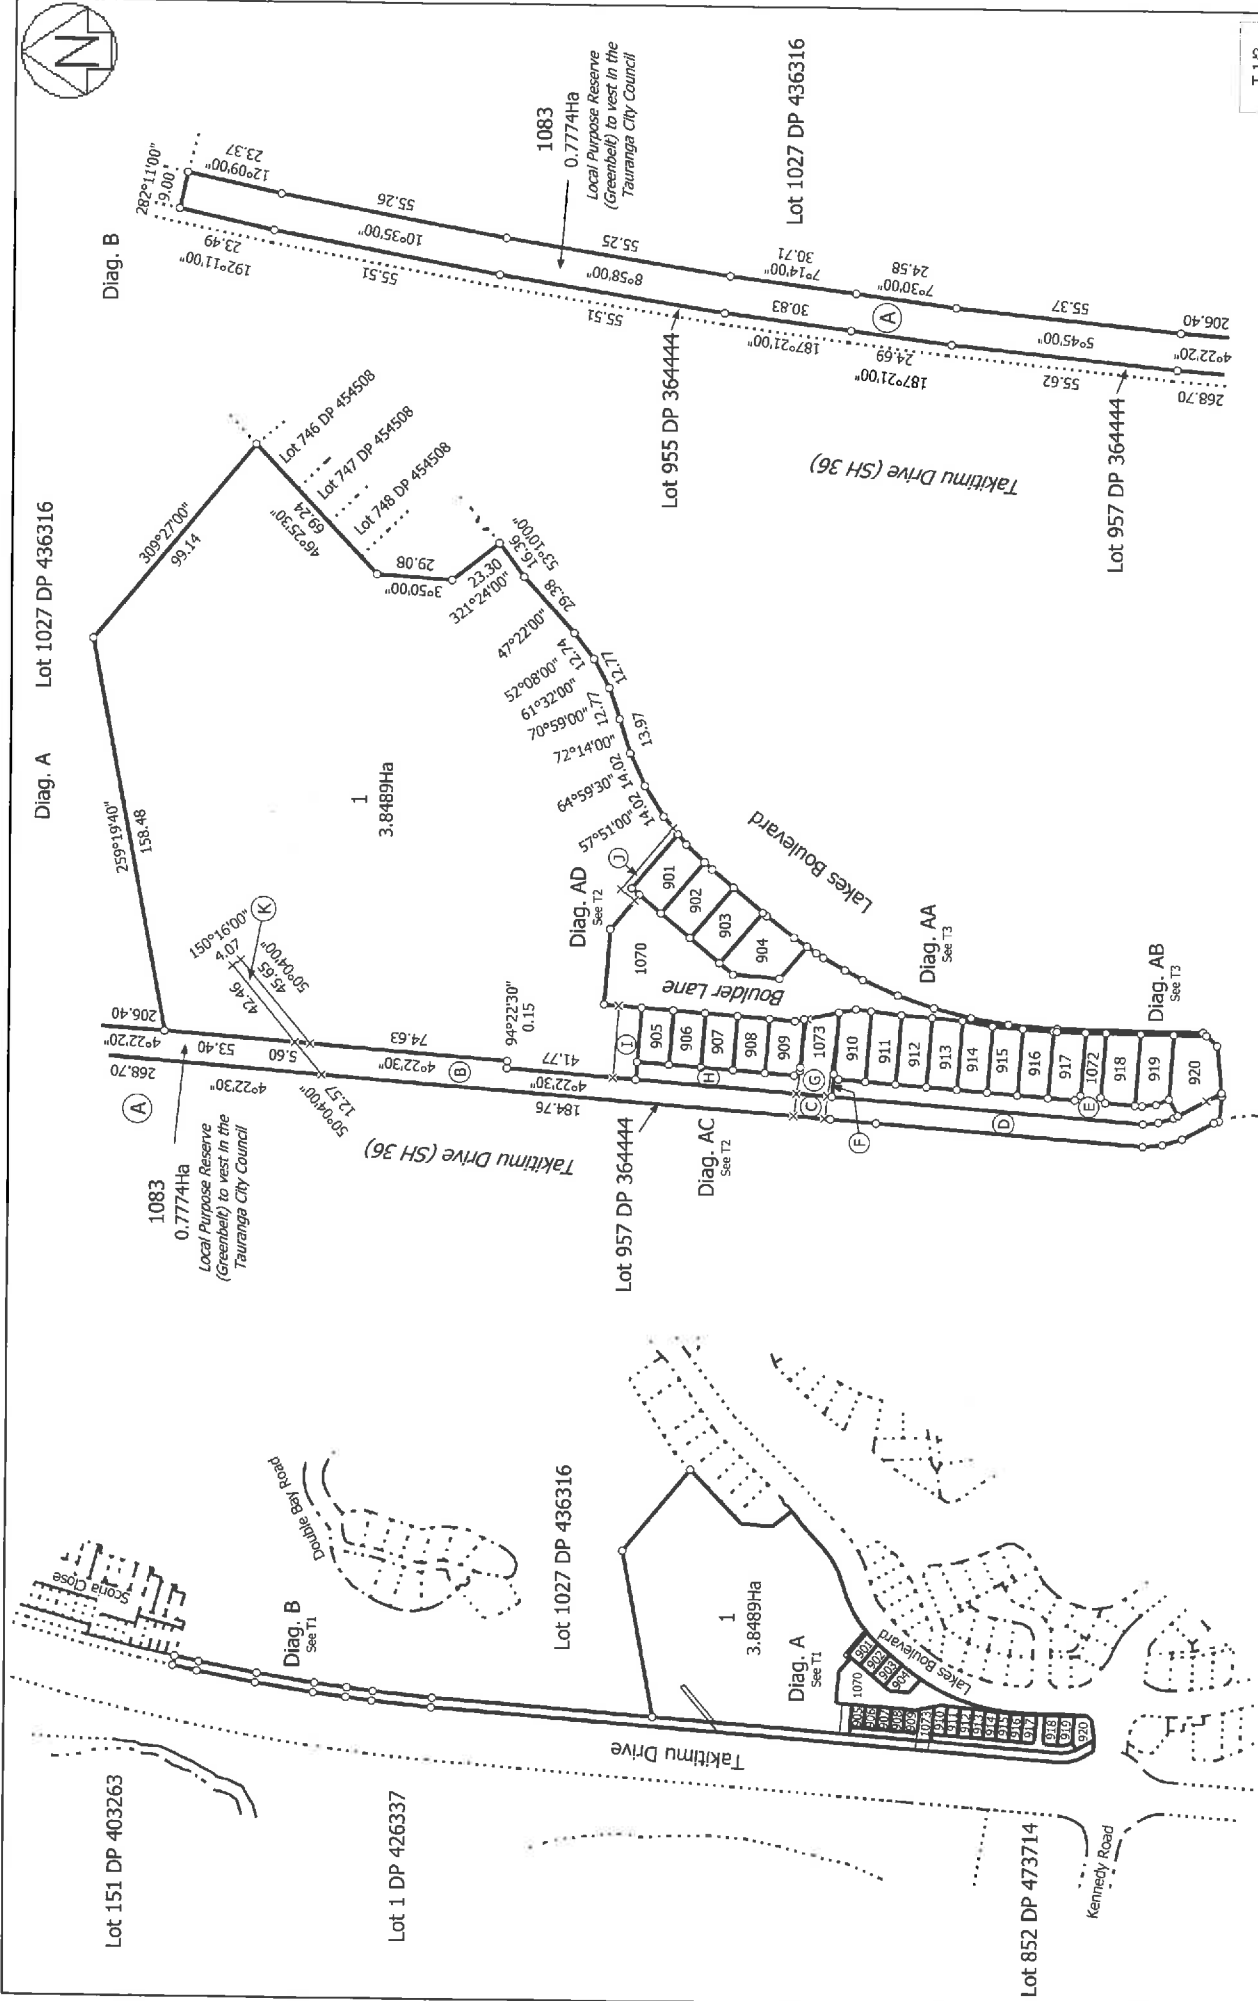 N
Diag. B
282°11'00"
9.00
12°09'00"
23.37
192°11'00"
23.49
10°35'00"
55.26
55.51
8°58'00"
55.25
55.51
7°14'00"
30.71
187°21'00"
30.83
7°30'00"
24.58
187°21'00"
24.69
5°45'00"
55.37
55.62
4°22'20"
206.40
268.70
A
1083
0.7774Ha
Local Purpose Reserve
(Greenbelt) to vest in the
Tauranga City Council
Lot 1027 DP 436316
Lot 955 DP 364444
Lot 957 DP 364444
Takitimu Drive (SH 36)
Diag. A
Lot 1027 DP 436316
259°19'40"
158.48
309°27'00"
99.14
46°25'30"
69.24
Lot 746 DP 454508
Lot 747 DP 454508
Lot 748 DP 454508
3°50'00"
29.08
321°24'00"
23.30
53°10'00"
16.36
47°22'00"
29.38
52°08'00"
12.74
61°32'00"
12.77
70°59'00"
12.77
72°14'00"
13.97
64°59'30"
14.02
57°51'00"
14.02
1
3.8489Ha
150°16'00"
4.07
K
50°04'00"
45.65
42.46
206.40
4°22'20"
268.70
53.40
5.60
4°22'30"
50°04'00"
12.57
74.63
4°22'30"
94°22'30"
0.15
41.77
4°22'30"
184.76
A
B
1083
0.7774Ha
Local Purpose Reserve
(Greenbelt) to vest in the
Tauranga City Council
Takitimu Drive (SH 36)
Lot 957 DP 364444
Diag. AD
See T2
J
901
902
903
904
1070
Boulder Lane
Lakes Boulevard
Diag. AA
See T3
Diag. AB
See T3
Diag. AC
See T2
I
H
G
C
F
D
E
905
906
907
908
909
1073
910
911
912
913
914
915
916
917
1072
918
919
920
Scoria Close
Double Bay Road
Diag. B
See T1
Lot 1027 DP 436316
Lot 151 DP 403263
Lot 1 DP 426337
Lot 852 DP 473714
Kennedy Road
Takitimu Drive
1
3.8489Ha
Diag. A
See T1
Lakes Boulevard
1070
901
902
903
904
905
906
907
908
909
1073
910
911
912
913
914
915
916
917
918
919
920